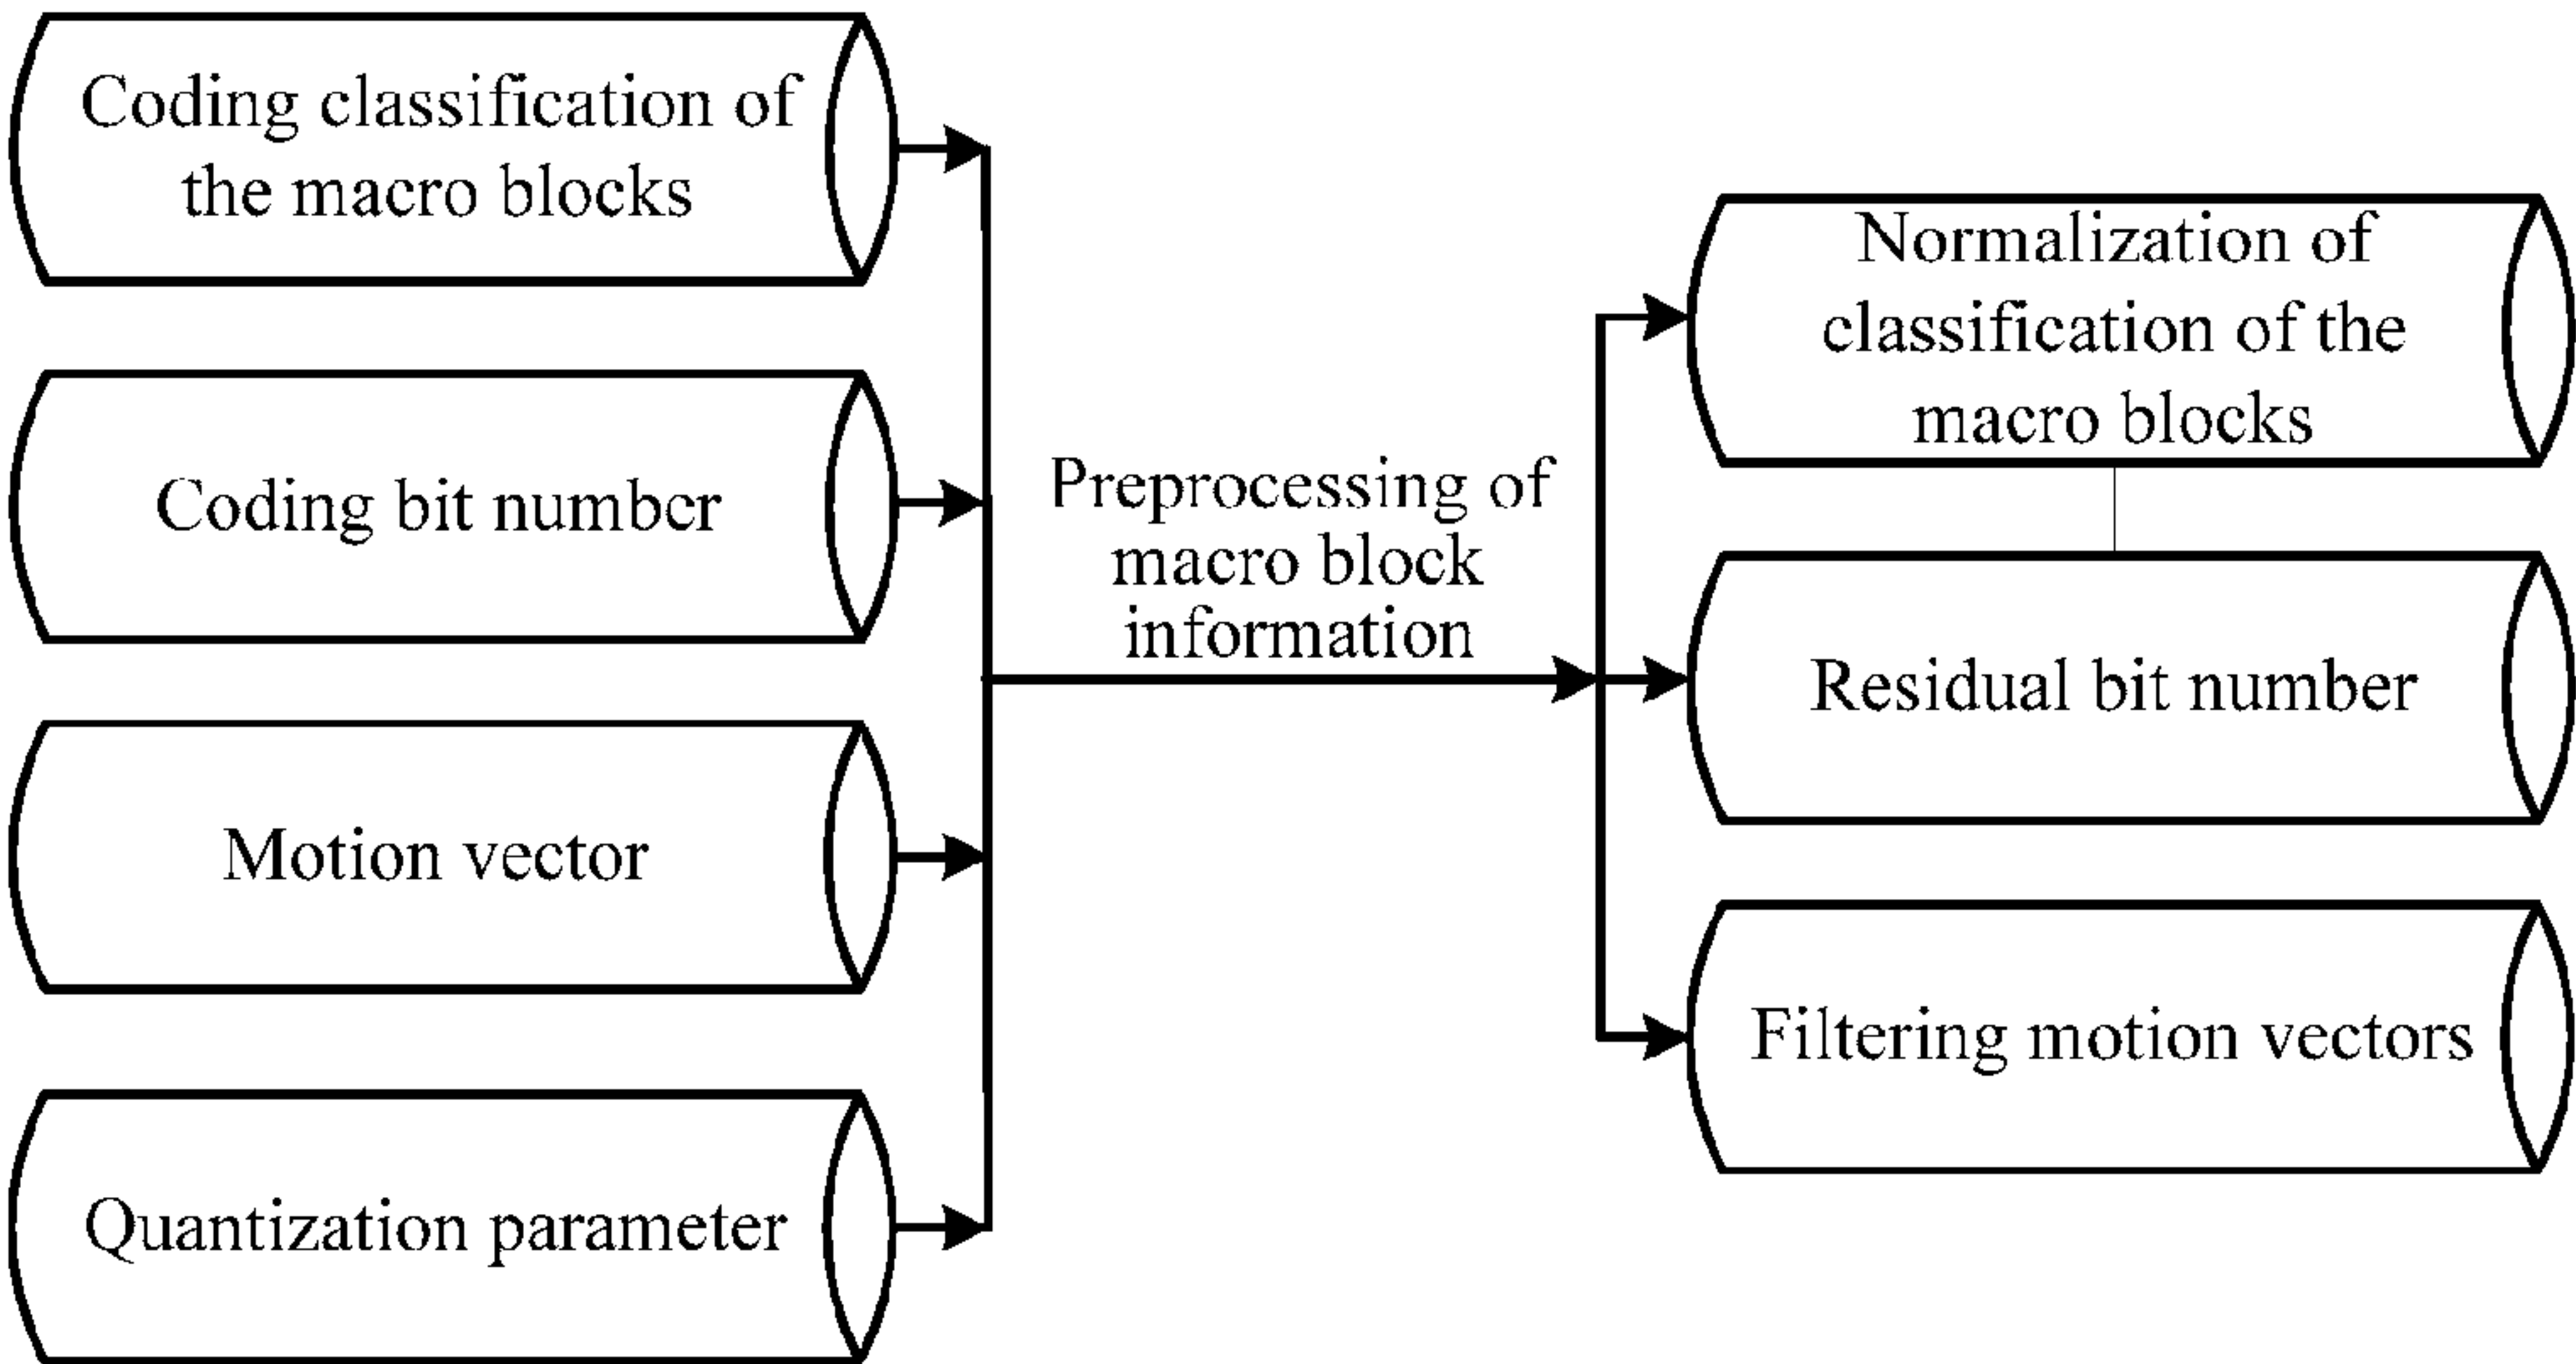 Coding classification of
the macro blocks
Coding bit number
Motion vector
Quantization parameter
Preprocessing of
macro block
information
Normalization of
classification of the
macro blocks
Residual bit number
Filtering motion vectors